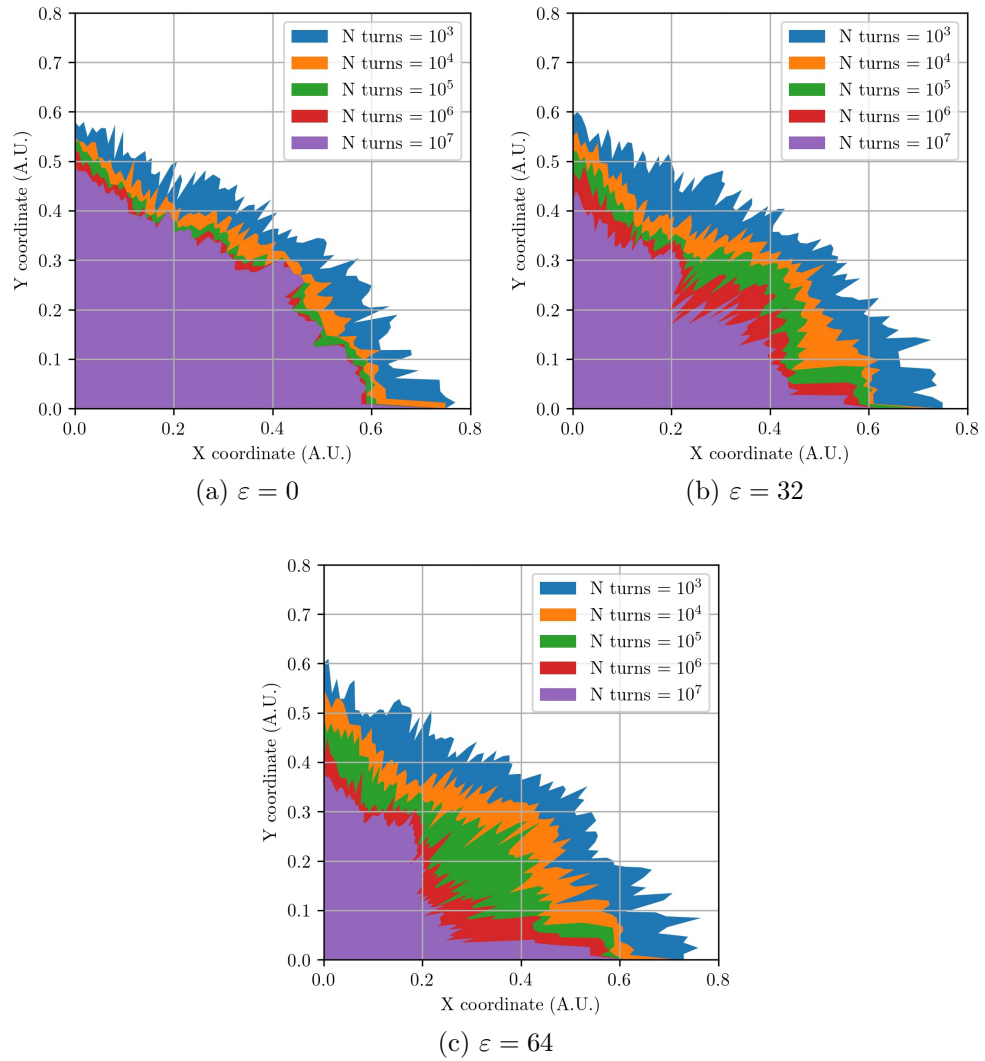 0.8
0.7
0.6
0.5
0.4
0.3
0.2
0.1
0.0
Y coordinate (A.U.)
N turns = 10³
N turns = 10⁴
N turns = 10⁵
N turns = 10⁶
N turns = 10⁷
0.0 0.2 0.4 0.6 0.8
X coordinate (A.U.)
(a) ε = 0
0.8
0.7
0.6
0.5
0.4
0.3
0.2
0.1
0.0
Y coordinate (A.U.)
N turns = 10³
N turns = 10⁴
N turns = 10⁵
N turns = 10⁶
N turns = 10⁷
0.0 0.2 0.4 0.6 0.8
X coordinate (A.U.)
(b) ε = 32
0.8
0.7
0.6
0.5
0.4
0.3
0.2
0.1
0.0
Y coordinate (A.U.)
N turns = 10³
N turns = 10⁴
N turns = 10⁵
N turns = 10⁶
N turns = 10⁷
0.0 0.2 0.4 0.6 0.8
X coordinate (A.U.)
(c) ε = 64